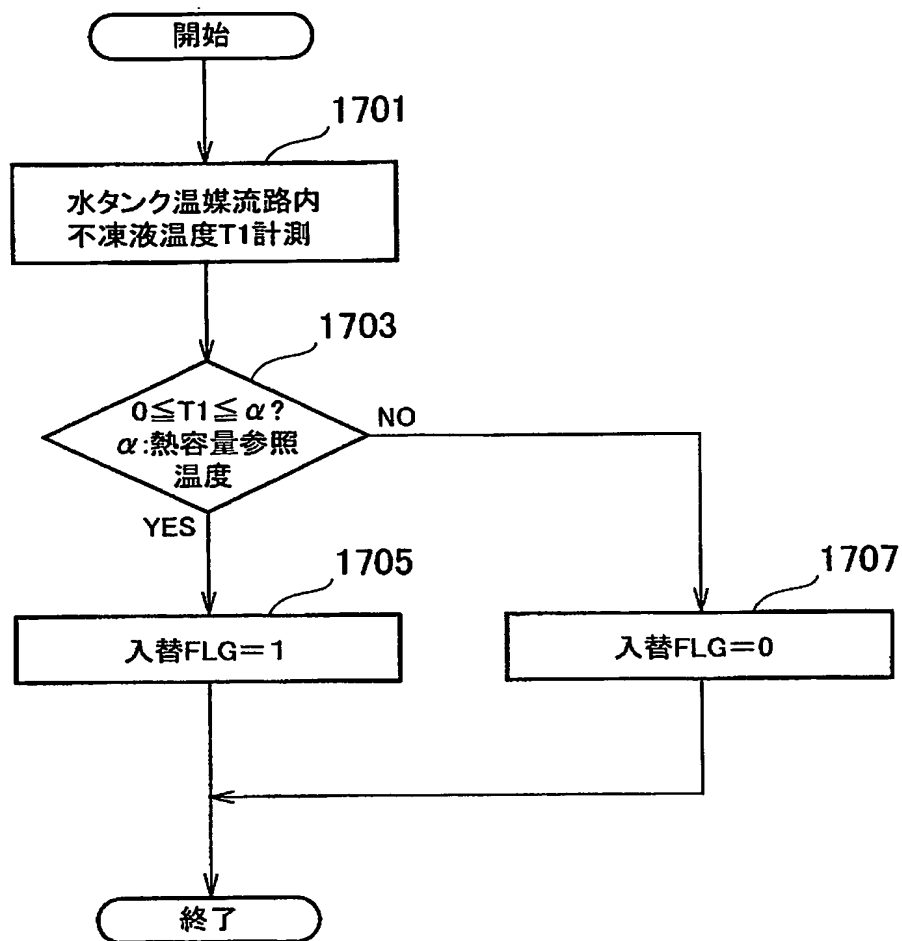 開始
1701
水タンク温媒流路内
不凍液温度T1計測
1703
0≦T1≦α?
α:熱容量参照
温度
NO
YES
1705
入替FLG=1
1707
入替FLG=0
終了